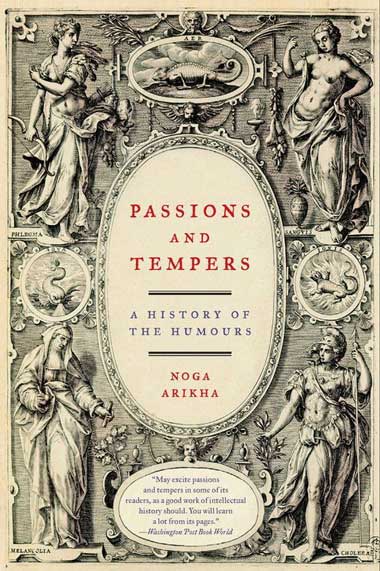 AER
PHLEGMA
SANGVIS
PASSIONS
AND
TEMPERS
A HISTORY OF
THE HUMOURS
NOGA
ARIKHA
“May excite passions
and tempers in some of its
readers, as a good work of intellectual
history should. You will learn
a lot from its pages.”
—Washington Post Book World
MELANCOLIA
CHOLERA